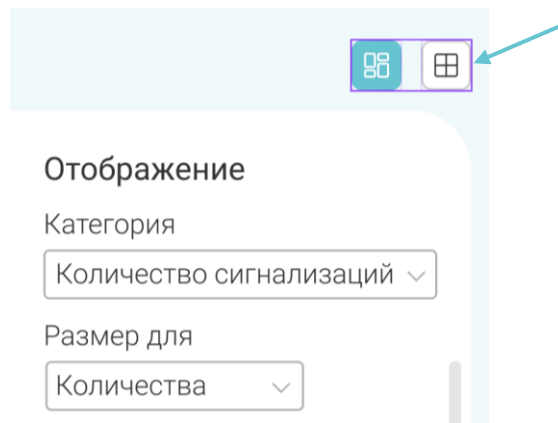 Отображение
Категория
Количество сигнализаций
Размер для
Количества